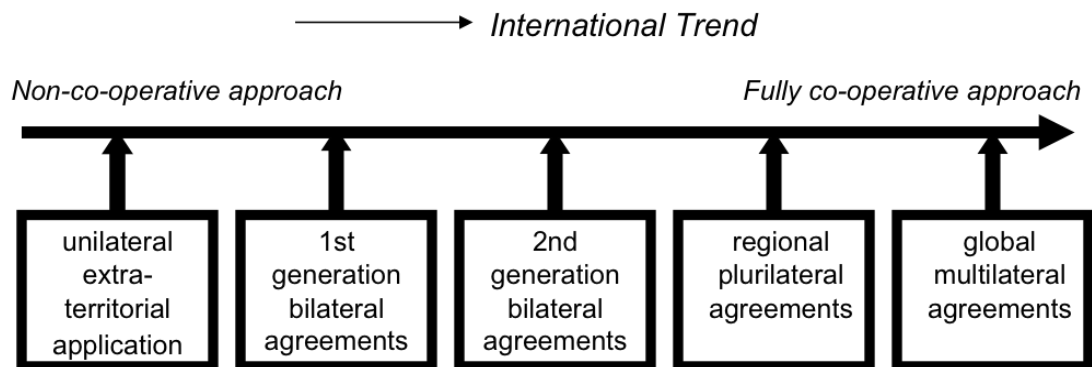 International Trend
Non-co-operative approach
Fully co-operative approach
unilateral
extra-
territorial
application
1st
generation
bilateral
agreements
2nd
generation
bilateral
agreements
regional
plurilateral
agreements
global
multilateral
agreements